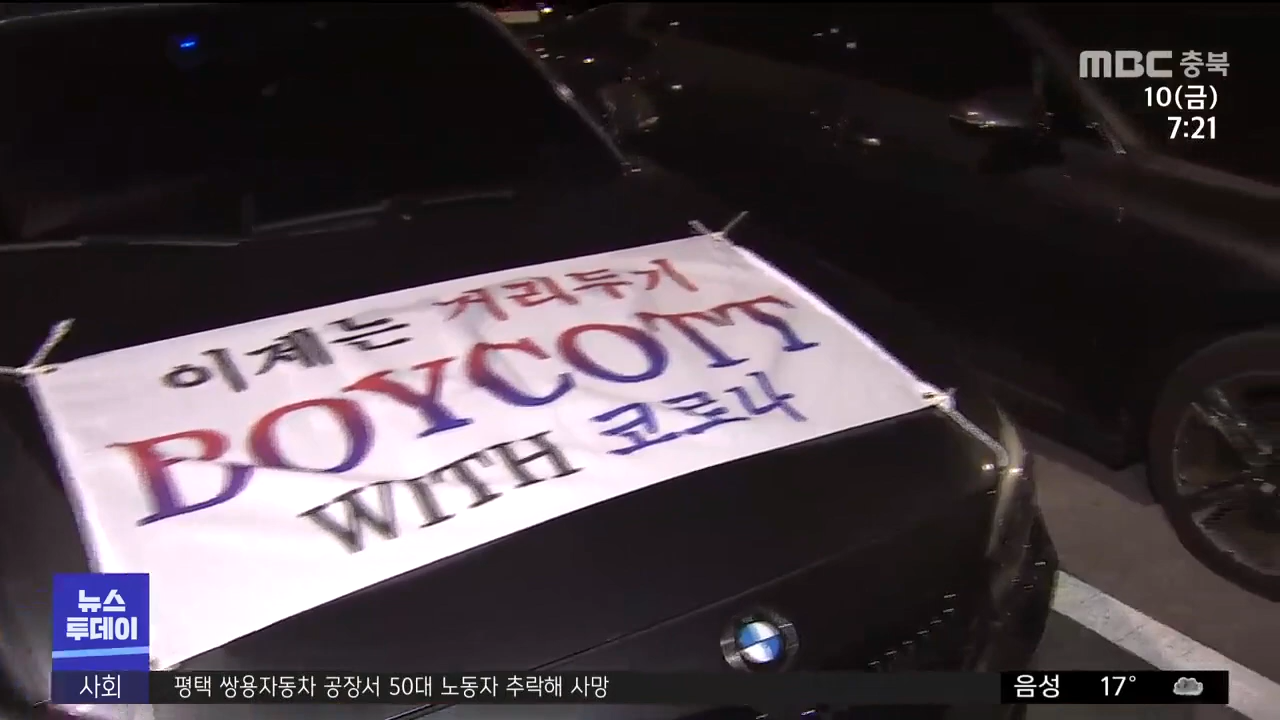 MBC 충북
10(금)
7:21
이제는 거리두기
BOYCOTT
WITH 코로나
뉴스
투데이
사회 평택 쌍용자동차 공장서 50대 노동자 추락해 사망
음성 17°